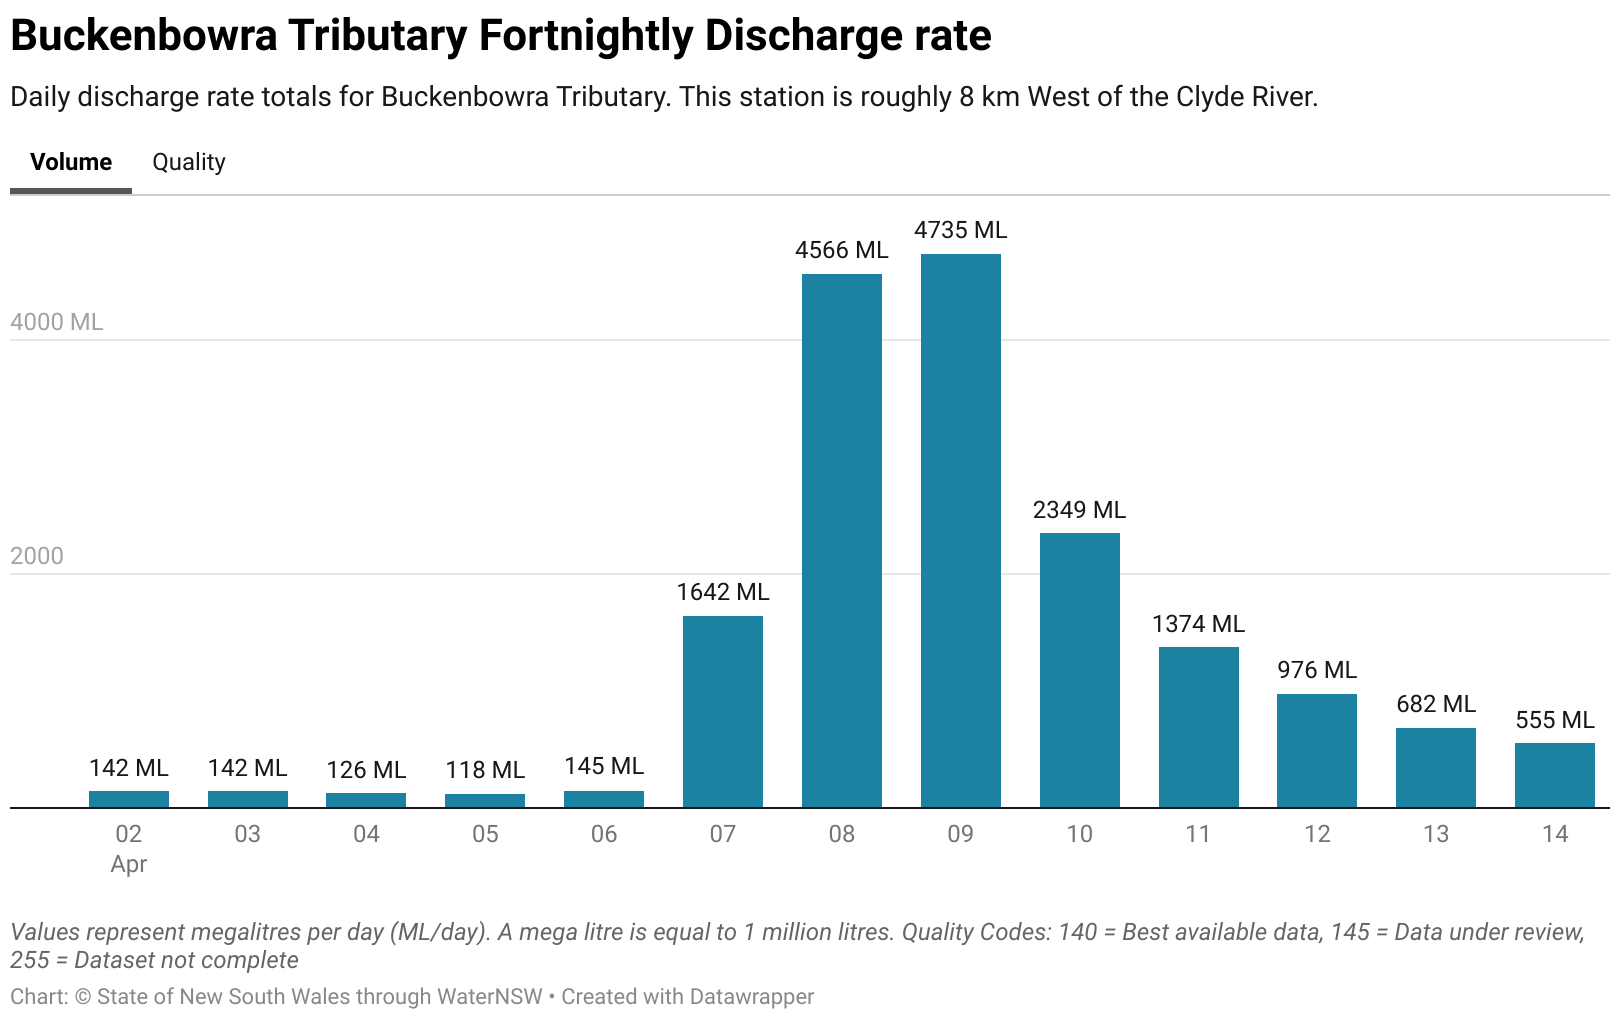 Buckenbowra Tributary Fortnightly Discharge rate
Daily discharge rate totals for Buckenbowra Tributary. This station is roughly 8 km West of the Clyde River.
Volume Quality
4735 ML
4566 ML
4000 ML
2349 ML
2000
1642 ML
1374 ML
976 ML
682 ML
555 ML
142 ML 142 ML 126 ML 118 ML 145 ML
02 03 04 05 06 07 08 09 10 11 12 13 14
Apr
Values represent megalitres per day (ML/day). A mega litre is equal to 1 million litres. Quality Codes: 140 = Best available data, 145 = Data under review,
255 = Dataset not complete
Chart: © State of New South Wales through WaterNSW • Created with Datawrapper